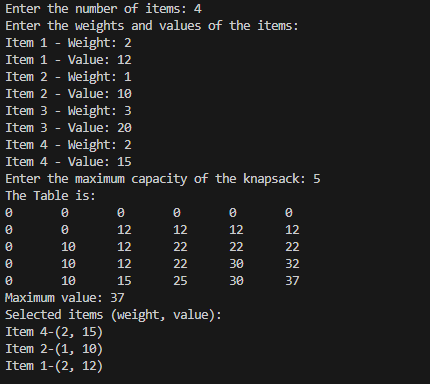 Enter the number of items: 4
Enter the weights and values of the items:
Item 1 - Weight: 2
Item 1 - Value: 12
Item 2 - Weight: 1
Item 2 - Value: 10
Item 3 - Weight: 3
Item 3 - Value: 20
Item 4 - Weight: 2
Item 4 - Value: 15
Enter the maximum capacity of the knapsack: 5
The Table is:
0 0 0 0 0 0
0 0 12 12 12 12
0 10 12 22 22 22
0 10 12 22 30 32
0 10 15 25 30 37
Maximum value: 37
Selected items (weight, value):
Item 4-(2, 15)
Item 2-(1, 10)
Item 1-(2, 12)